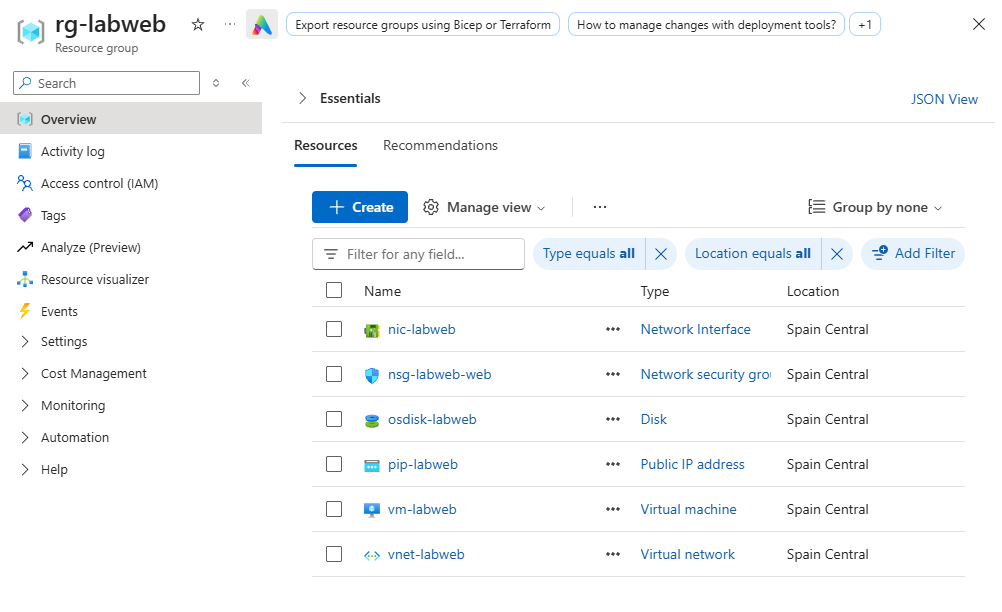 rg-labweb
Resource group
Export resource groups using Bicep or Terraform
How to manage changes with deployment tools?
+1
Search
Overview
Activity log
Access control (IAM)
Tags
Analyze (Preview)
Resource visualizer
Events
Settings
Cost Management
Monitoring
Automation
Help
Essentials
JSON View
Resources Recommendations
Create Manage view Group by none
Filter for any field... Type equals all Location equals all Add Filter
Name Type Location
nic-labweb Network Interface Spain Central
nsg-labweb-web Network security grou Spain Central
osdisk-labweb Disk Spain Central
pip-labweb Public IP address Spain Central
vm-labweb Virtual machine Spain Central
vnet-labweb Virtual network Spain Central